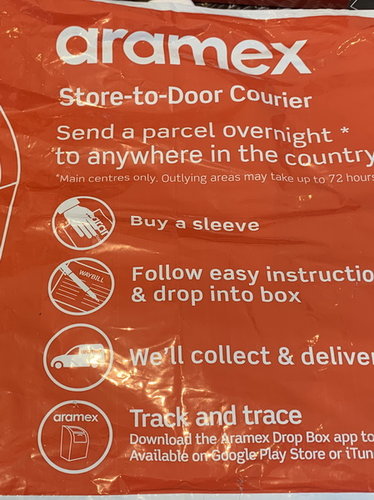 aramex
Store-to-Door Courier
Send a parcel overnight *
to anywhere in the country
*Main centres only. Outlying areas may take up to 72 hours
Buy a sleeve
WAYBILL
Follow easy instructio
& drop into box
We'll collect & deliver
aramex
Track and trace
Download the Aramex Drop Box app to
Available on Google Play Store or iTun